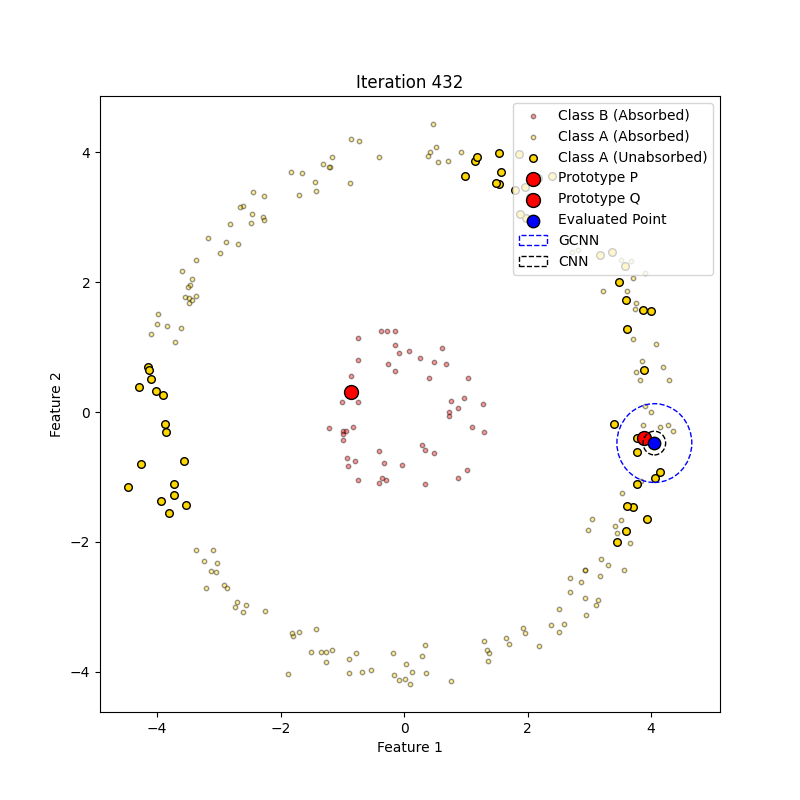 Iteration 432
Class B (Absorbed)
Class A (Absorbed)
Class A (Unabsorbed)
Prototype P
Prototype Q
Evaluated Point
GCNN
CNN
4
2
0
−2
−4
Feature 2
−4
−2
0
2
4
Feature 1